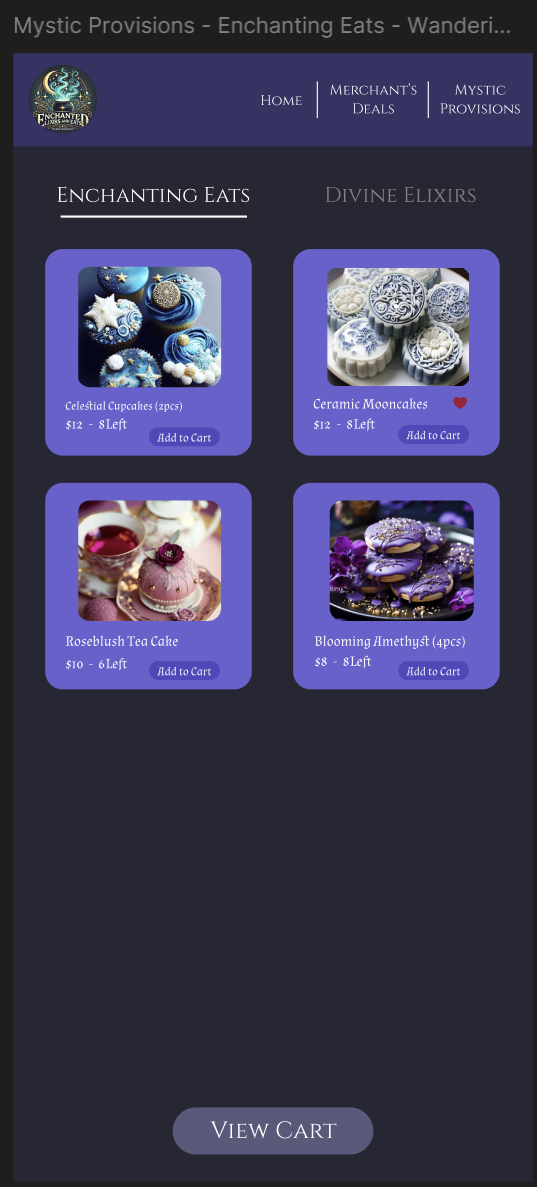 Mystic Provisions - Enchanting Eats - Wanderi...
ENCHANTED
ELIXIRS AND EATS
Home
Merchant's
Deals
Mystic
Provisions
Enchanting Eats
Divine Elixirs
Celestial Cupcakes (2pcs)
$12 - 8Left
Add to Cart
Ceramic Mooncakes
$12 - 8Left
Add to Cart
Roseblush Tea Cake
$10 - 6Left
Add to Cart
Blooming Amethyst (4pcs)
$8 - 8Left
Add to Cart
View Cart